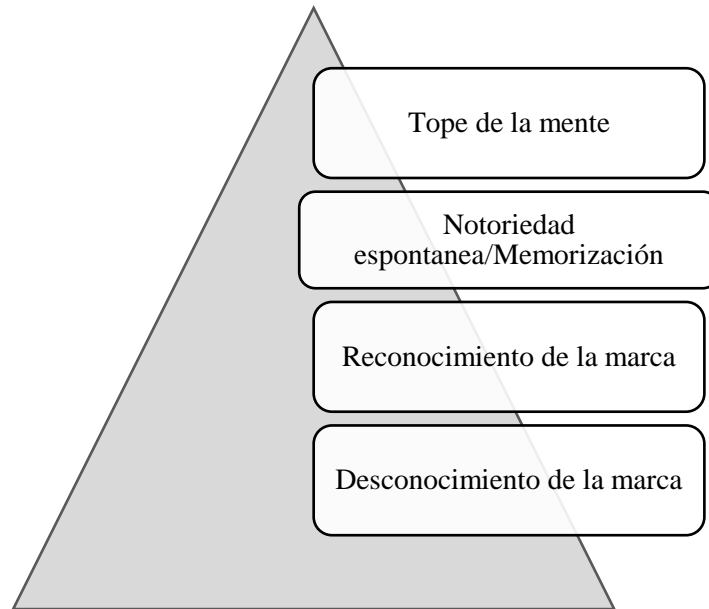 Tope de la mente
Notoriedad
espontanea/Memorización
Reconocimiento de la marca
Desconocimiento de la marca